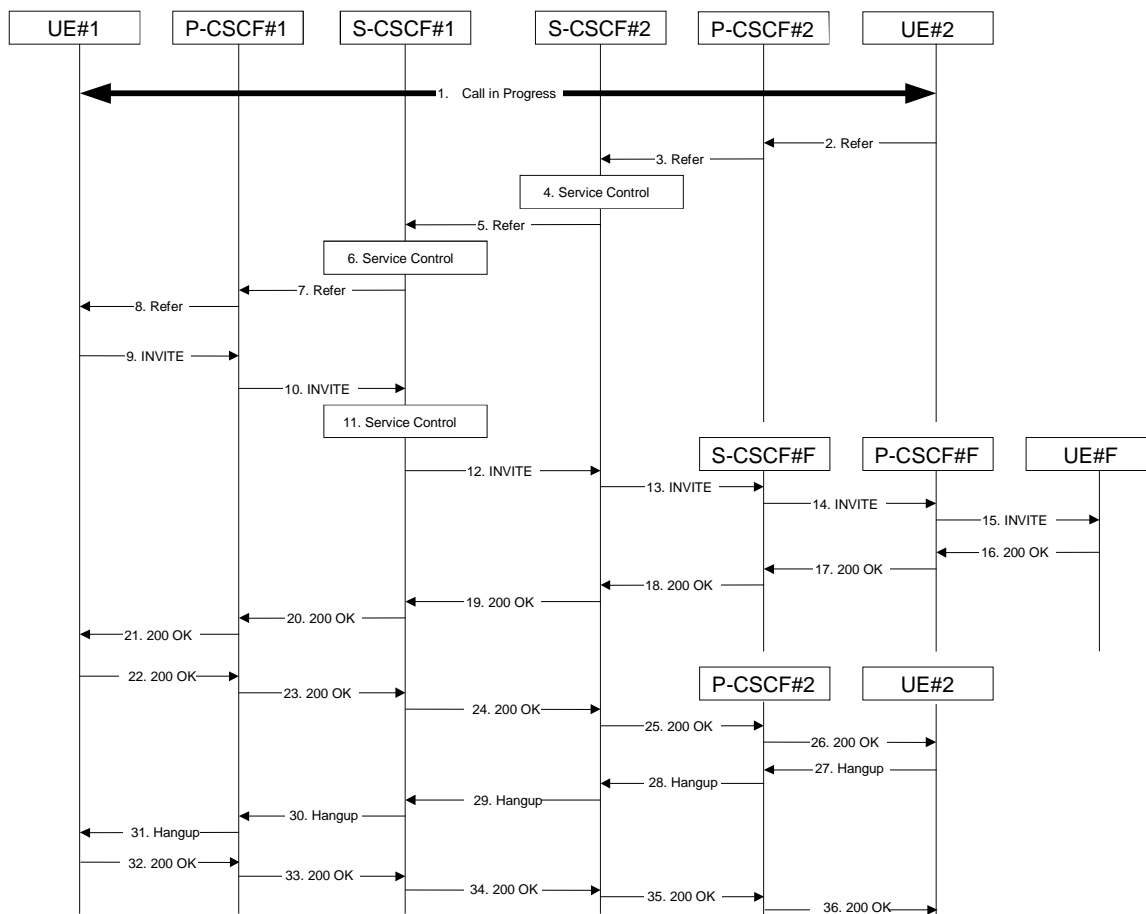 UE#1
P-CSCF#1
S-CSCF#1
S-CSCF#2
P-CSCF#2
UE#2
1. Call in Progress
2. Refer
3. Refer
4. Service Control
5. Refer
6. Service Control
7. Refer
8. Refer
9. INVITE
10. INVITE
11. Service Control
S-CSCF#F
P-CSCF#F
UE#F
12. INVITE
13. INVITE
14. INVITE
15. INVITE
16. 200 OK
17. 200 OK
18. 200 OK
19. 200 OK
20. 200 OK
21. 200 OK
22. 200 OK
P-CSCF#2
UE#2
23. 200 OK
24. 200 OK
25. 200 OK
26. 200 OK
27. Hangup
28. Hangup
29. Hangup
30. Hangup
31. Hangup
32. 200 OK
33. 200 OK
34. 200 OK
35. 200 OK
36. 200 OK